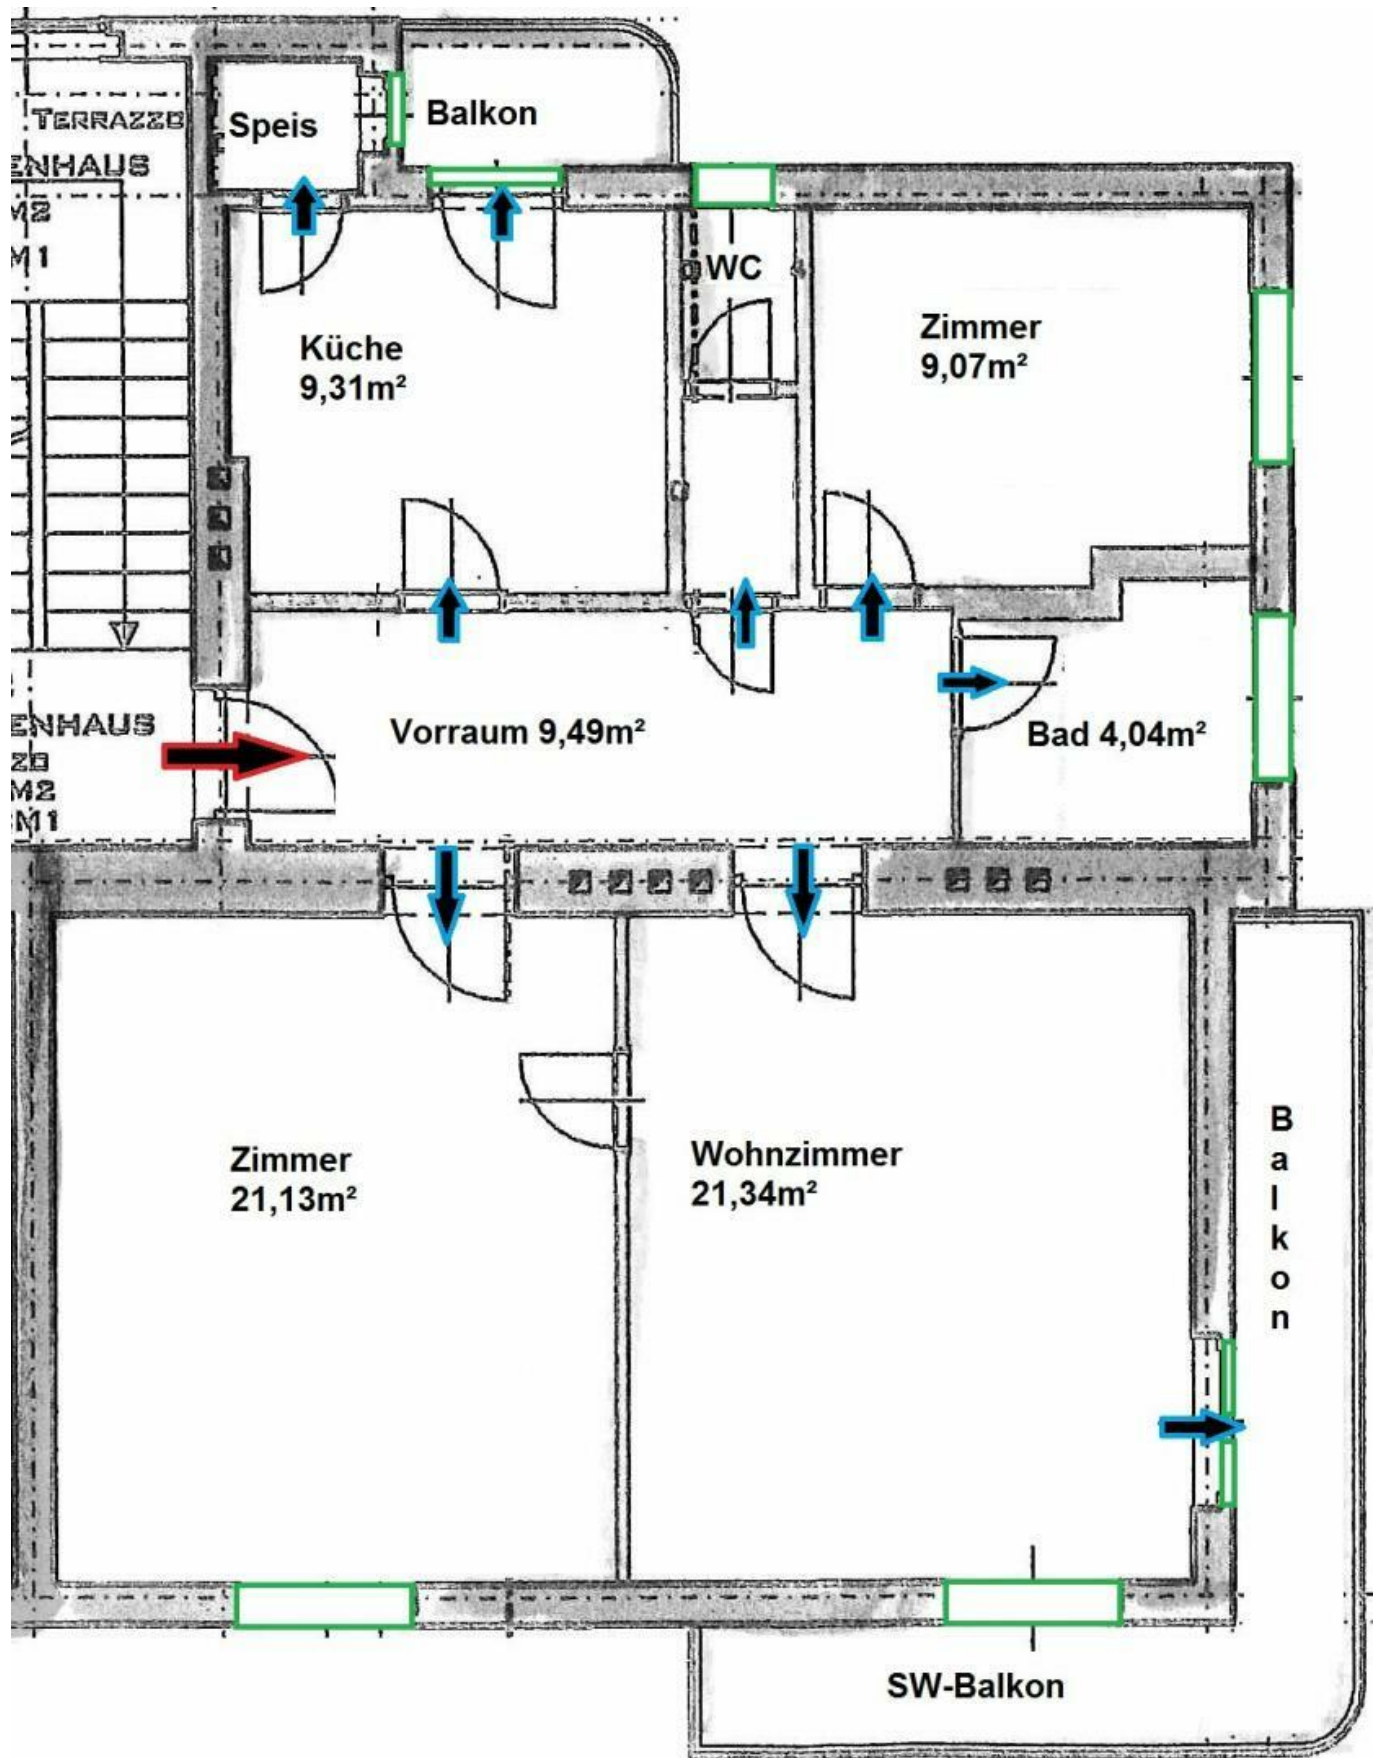 Speis
Balkon
TERRAZZO
ENHAUS
M2
M1
WC
Küche
9,31m²
Zimmer
9,07m²
ENHAUS
ZO
M2
M1
Vorraum 9,49m²
Bad 4,04m²
Zimmer
21,13m²
Wohnzimmer
21,34m²
B
a
l
k
o
n
SW-Balkon